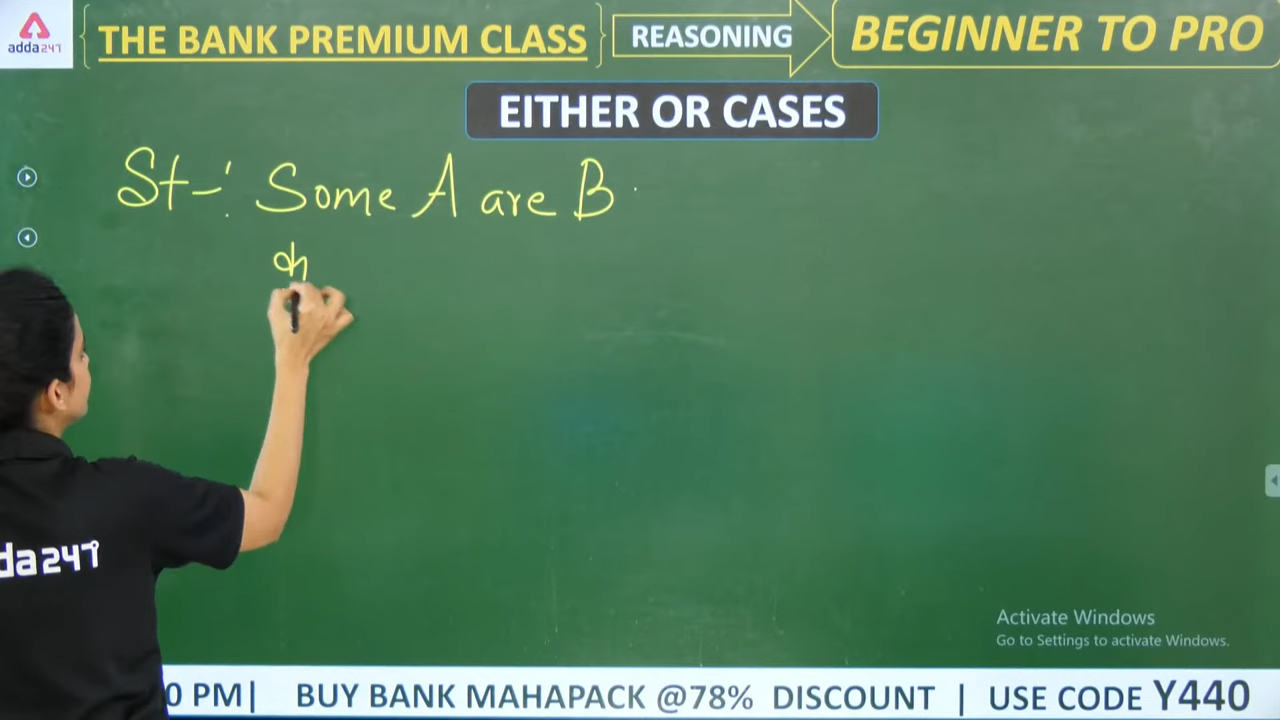 adda247 THE BANK PREMIUM CLASS REASONING BEGINNER TO PRO
EITHER OR CASES
St-: Some A are B
da247
Activate Windows
Go to Settings to activate Windows.
0 PM| BUY BANK MAHAPACK @78% DISCOUNT | USE CODE Y440